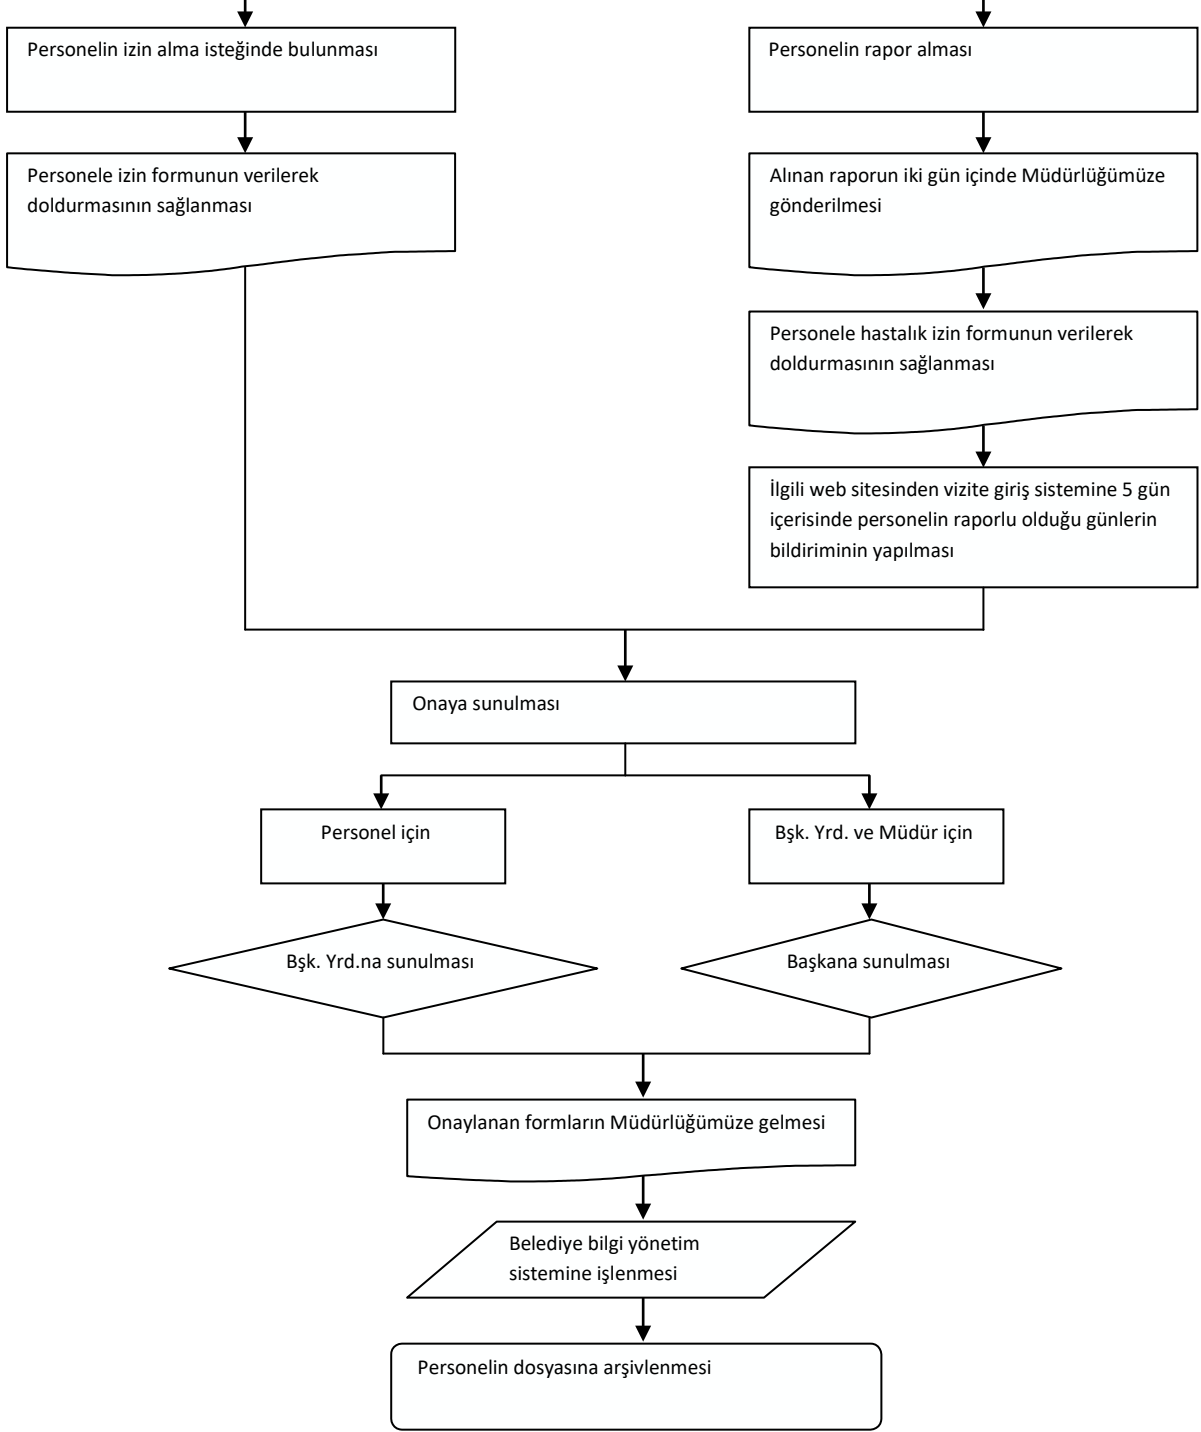 Personelin izin alma isteğinde bulunması
Personele izin formunun verilerek
doldurmasının sağlanması
Personelin rapor alması
Alınan raporun iki gün içinde Müdürlüğümüze
gönderilmesi
Personele hastalık izin formunun verilerek
doldurmasının sağlanması
İlgili web sitesinden vizite giriş sistemine 5 gün
içerisinde personelin raporlu olduğu günlerin
bildiriminin yapılması
Onaya sunulması
Personel için
Bşk. Yrd. ve Müdür için
Bşk. Yrd.na sunulması
Başkana sunulması
Onaylanan formların Müdürlüğümüze gelmesi
Belediye bilgi yönetim
sistemine işlenmesi
Personelin dosyasına arşivlenmesi